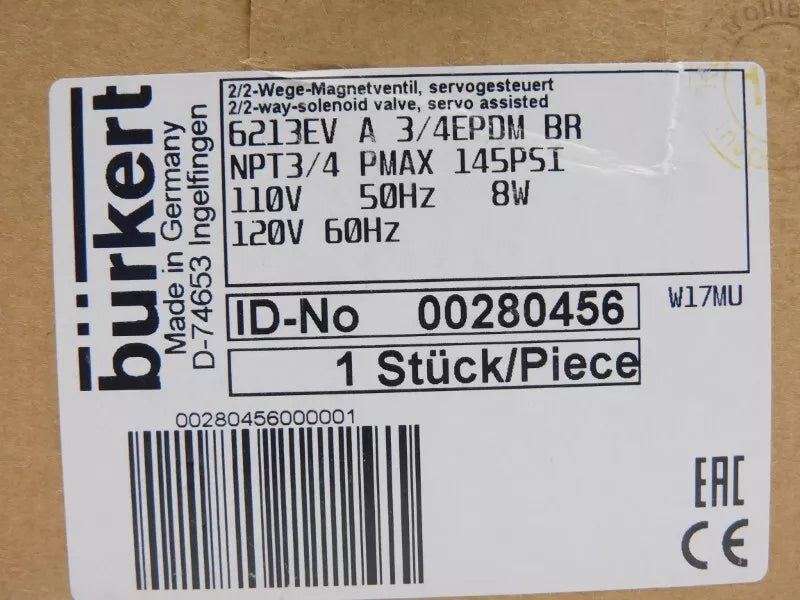 bürkert
Made in Germany
D-74653 Ingelfingen
2/2-Wege-Magnetventil, servogesteuert
2/2-way-solenoid valve, servo assisted
6213EV A 3/4EPDM BR
NPT3/4 PMAX 145PSI
110V 50Hz 8W
120V 60Hz
ID-No 00280456
W17MU
1 Stück/Piece
00280456000001
EAC
CE